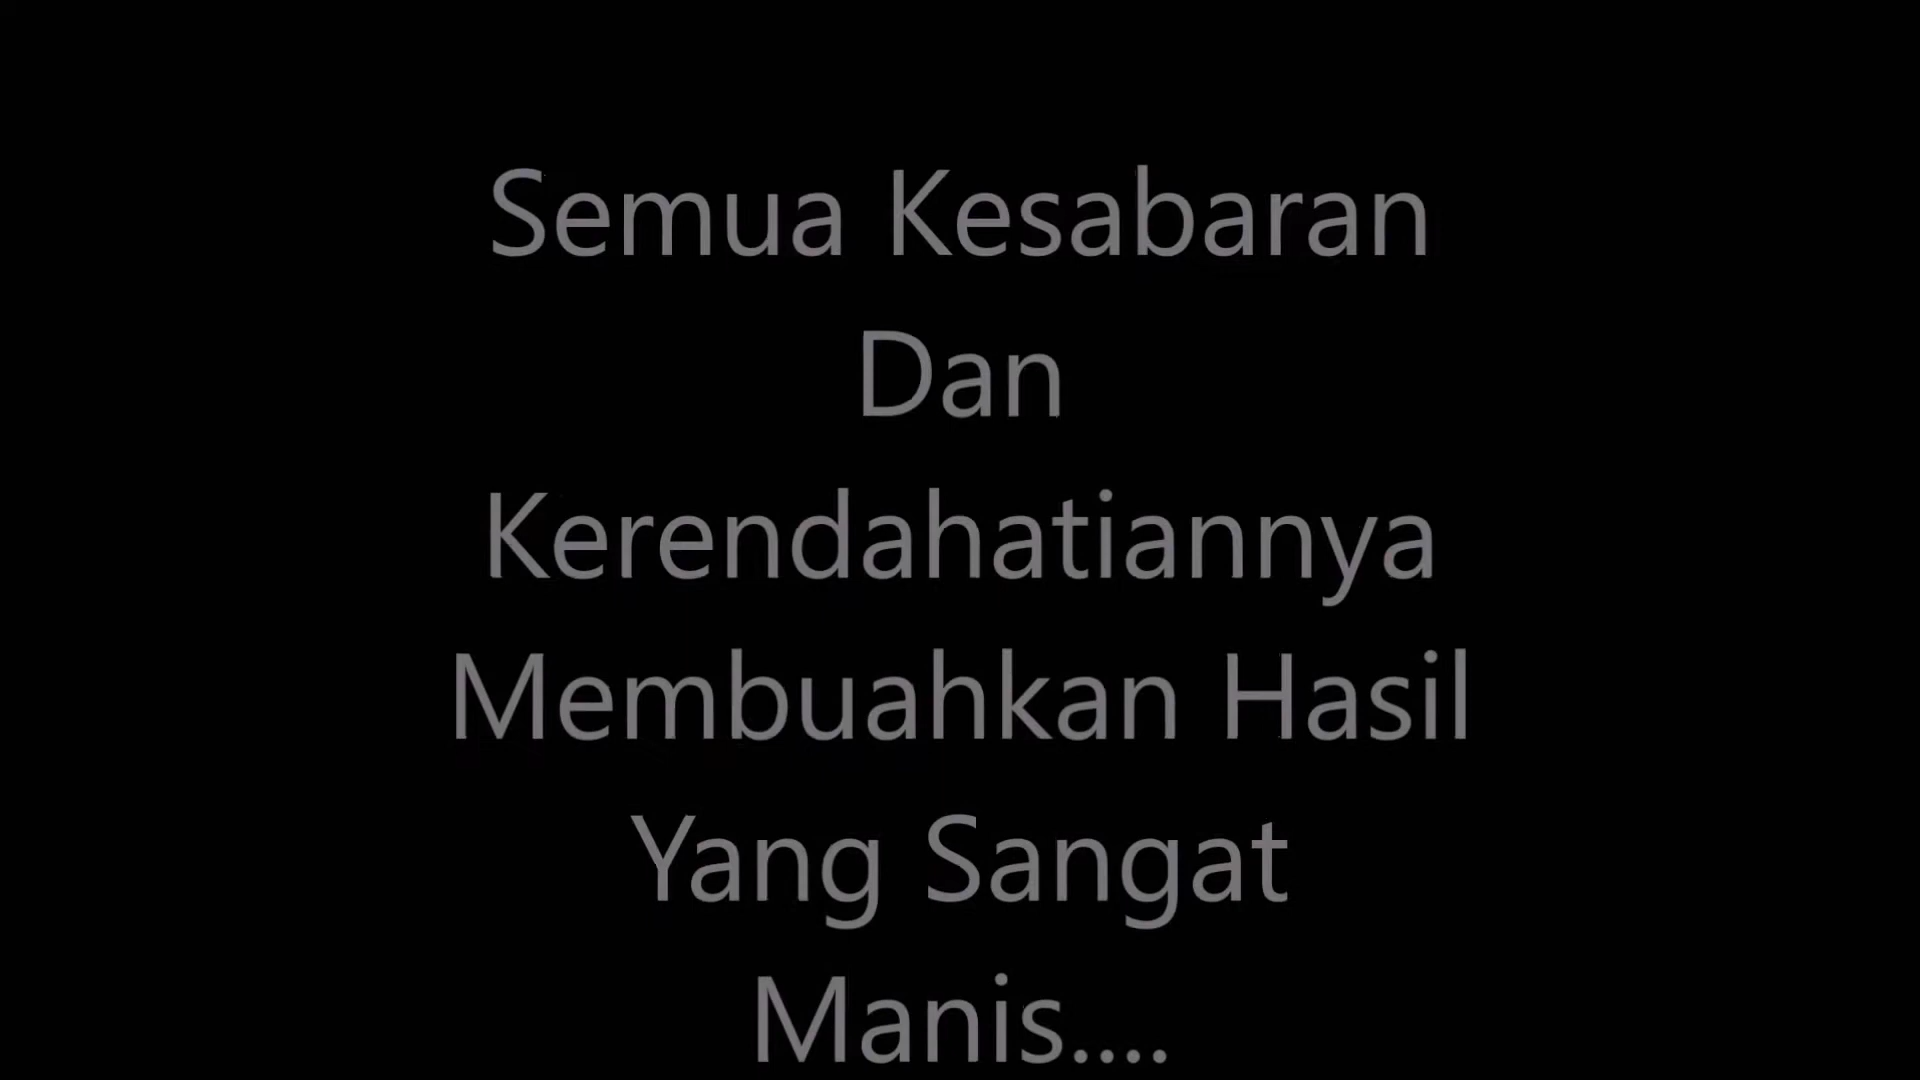 Semua Kesabaran
Dan
Kerendahatiannya
Membuahkan Hasil
Yang Sangat
Manis....